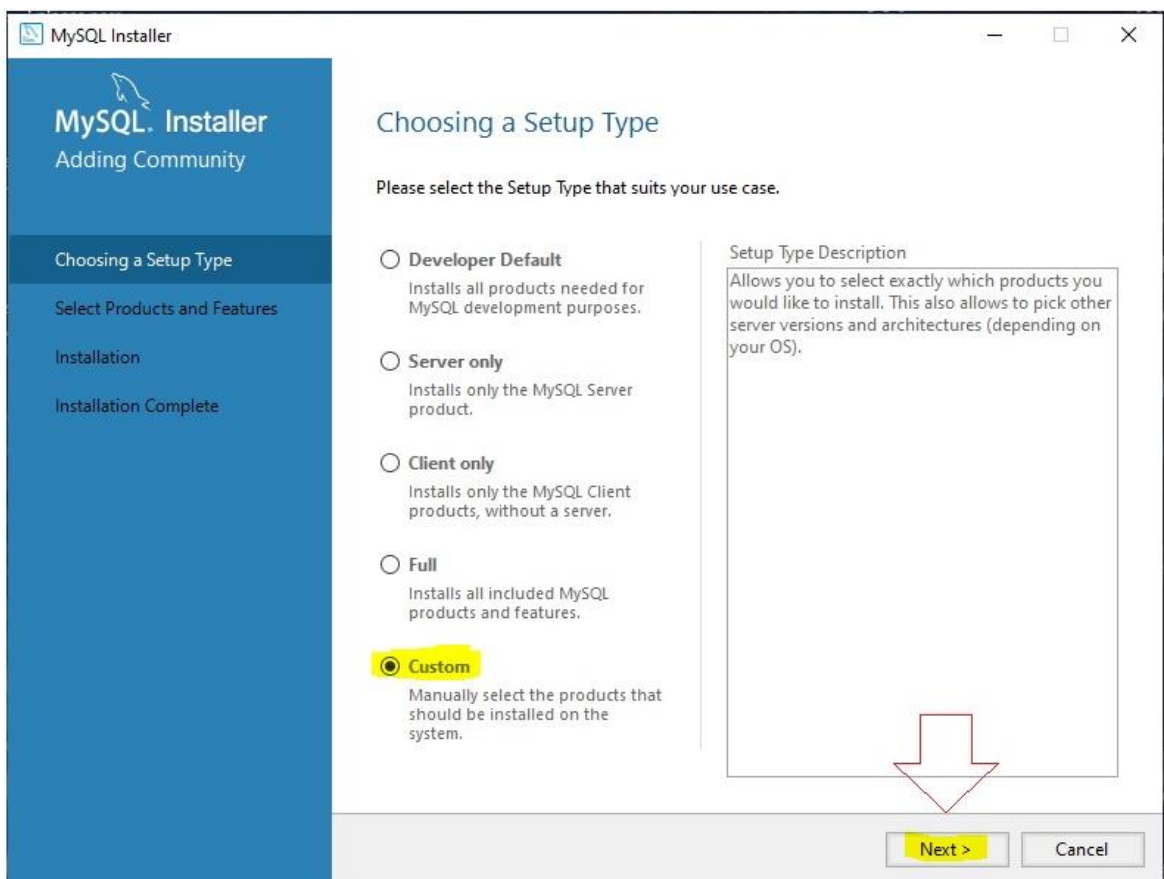 MySQL Installer
MySQL. Installer
Adding Community
Choosing a Setup Type
Select Products and Features
Installation
Installation Complete
Choosing a Setup Type
Please select the Setup Type that suits your use case.
Developer Default
Installs all products needed for
MySQL development purposes.
Server only
Installs only the MySQL Server
product.
Client only
Installs only the MySQL Client
products, without a server.
Full
Installs all included MySQL
products and features.
Custom
Manually select the products that
should be installed on the
system.
Setup Type Description
Allows you to select exactly which products you
would like to install. This also allows to pick other
server versions and architectures (depending on
your OS).
Next >
Cancel